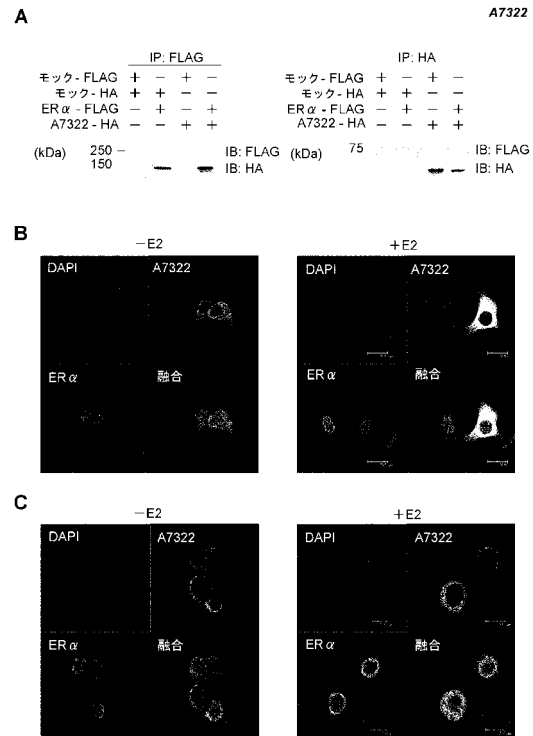 A
A7322
IP: FLAG
モック-FLAG + - + -
モック-HA + + - -
ERα-FLAG - + - +
A7322-HA - - + +
(kDa)
250
150
IB: FLAG
IB: HA
IP: HA
モック-FLAG + - + -
モック-HA + + - -
ERα-FLAG - + - +
A7322-HA - - + +
(kDa)
75
IB: FLAG
IB: HA
B
-E2
DAPI A7322
ERα 融合
+E2
DAPI A7322
ERα 融合
C
-E2
DAPI A7322
ERα 融合
+E2
DAPI A7322
ERα 融合